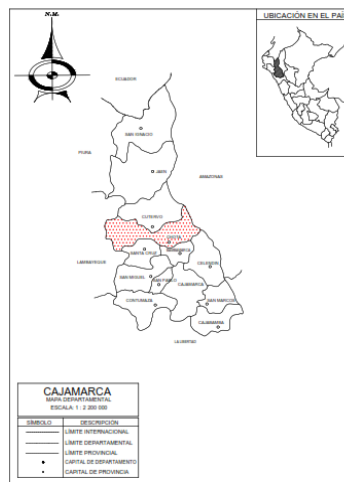 N.M.
UBICACIÓN EN EL PAÍ
ECUADOR
SAN IGNACIO
PIURA
JAEN
AMAZONAS
CUTERVO
SANTA CRUZ
LAMBAYEQUE
CELENDIN
SAN MIGUEL
SAN PABLO
CAJAMARCA
CONTUMAZA
SAN MARCOS
CAJABAMBA
LA LIBERTAD
CAJAMARCA
MAPA DEPARTAMENTAL
ESCALA: 1 : 2 200 000
SÍMBOLO DESCRIPCIÓN
LÍMITE INTERNACIONAL
LÍMITE DEPARTAMENTAL
LÍMITE PROVINCIAL
CAPITAL DE DEPARTAMENTO
CAPITAL DE PROVINCIA